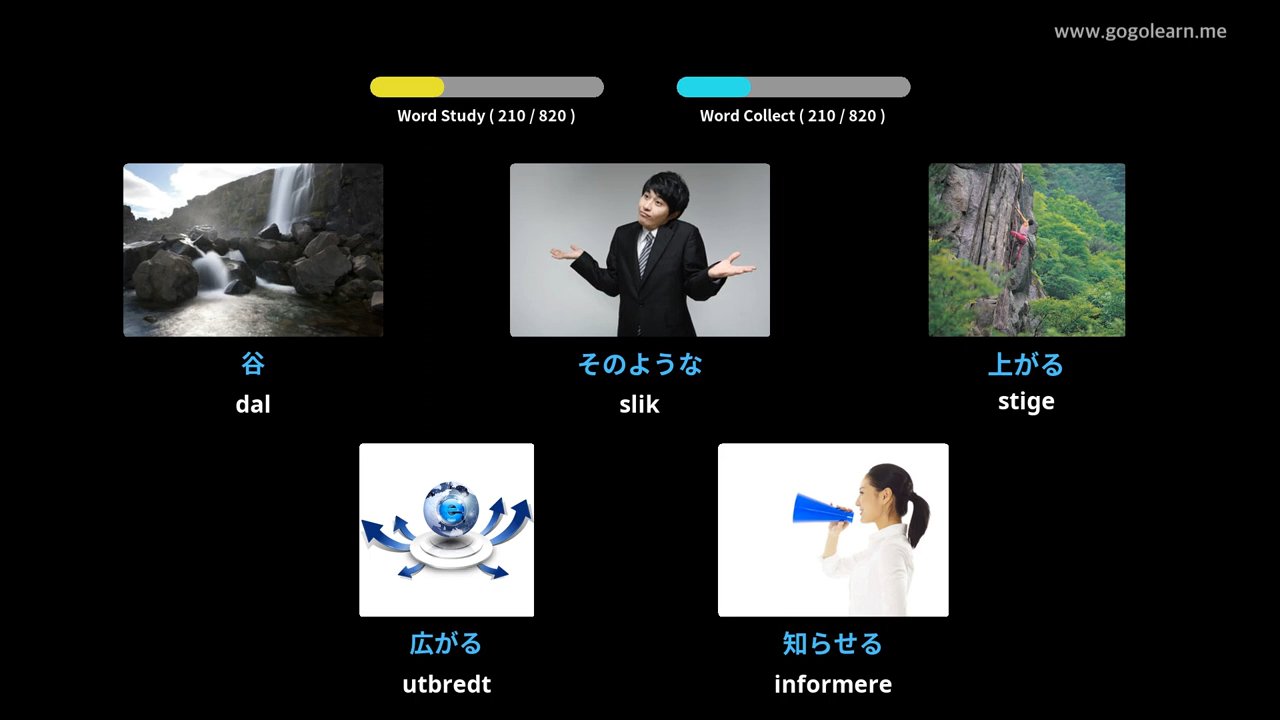 www.gogolearn.me
Word Study ( 210 / 820 )
Word Collect ( 210 / 820 )
谷
dal
そのような
slik
上がる
stige
e
広がる
utbredt
知らせる
informere